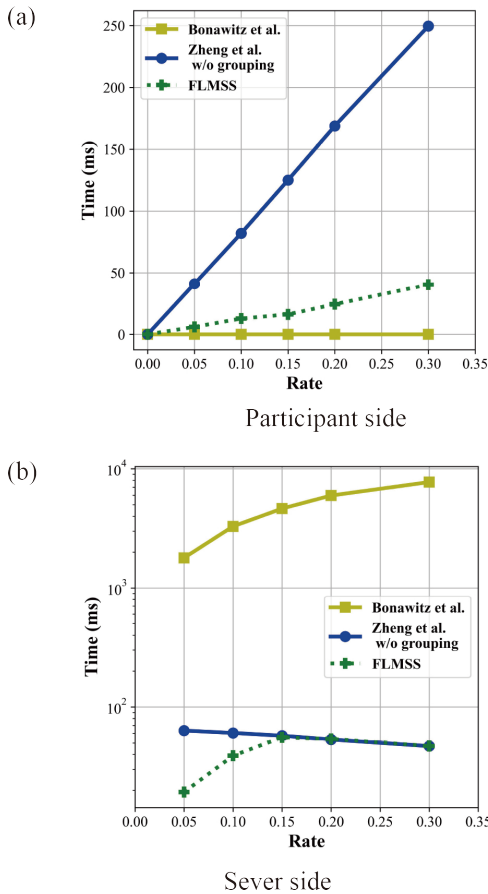 (a)
Bonawitz et al.
Zheng et al.
w/o grouping
FLMSS
250
200
150
100
50
0
Time (ms)
0.00 0.05 0.10 0.15 0.20 0.25 0.30 0.35
Rate
Participant side
(b)
10^4
10^3
10^2
Time (ms)
Bonawitz et al.
Zheng et al.
w/o grouping
FLMSS
0.00 0.05 0.10 0.15 0.20 0.25 0.30 0.35
Rate
Sever side